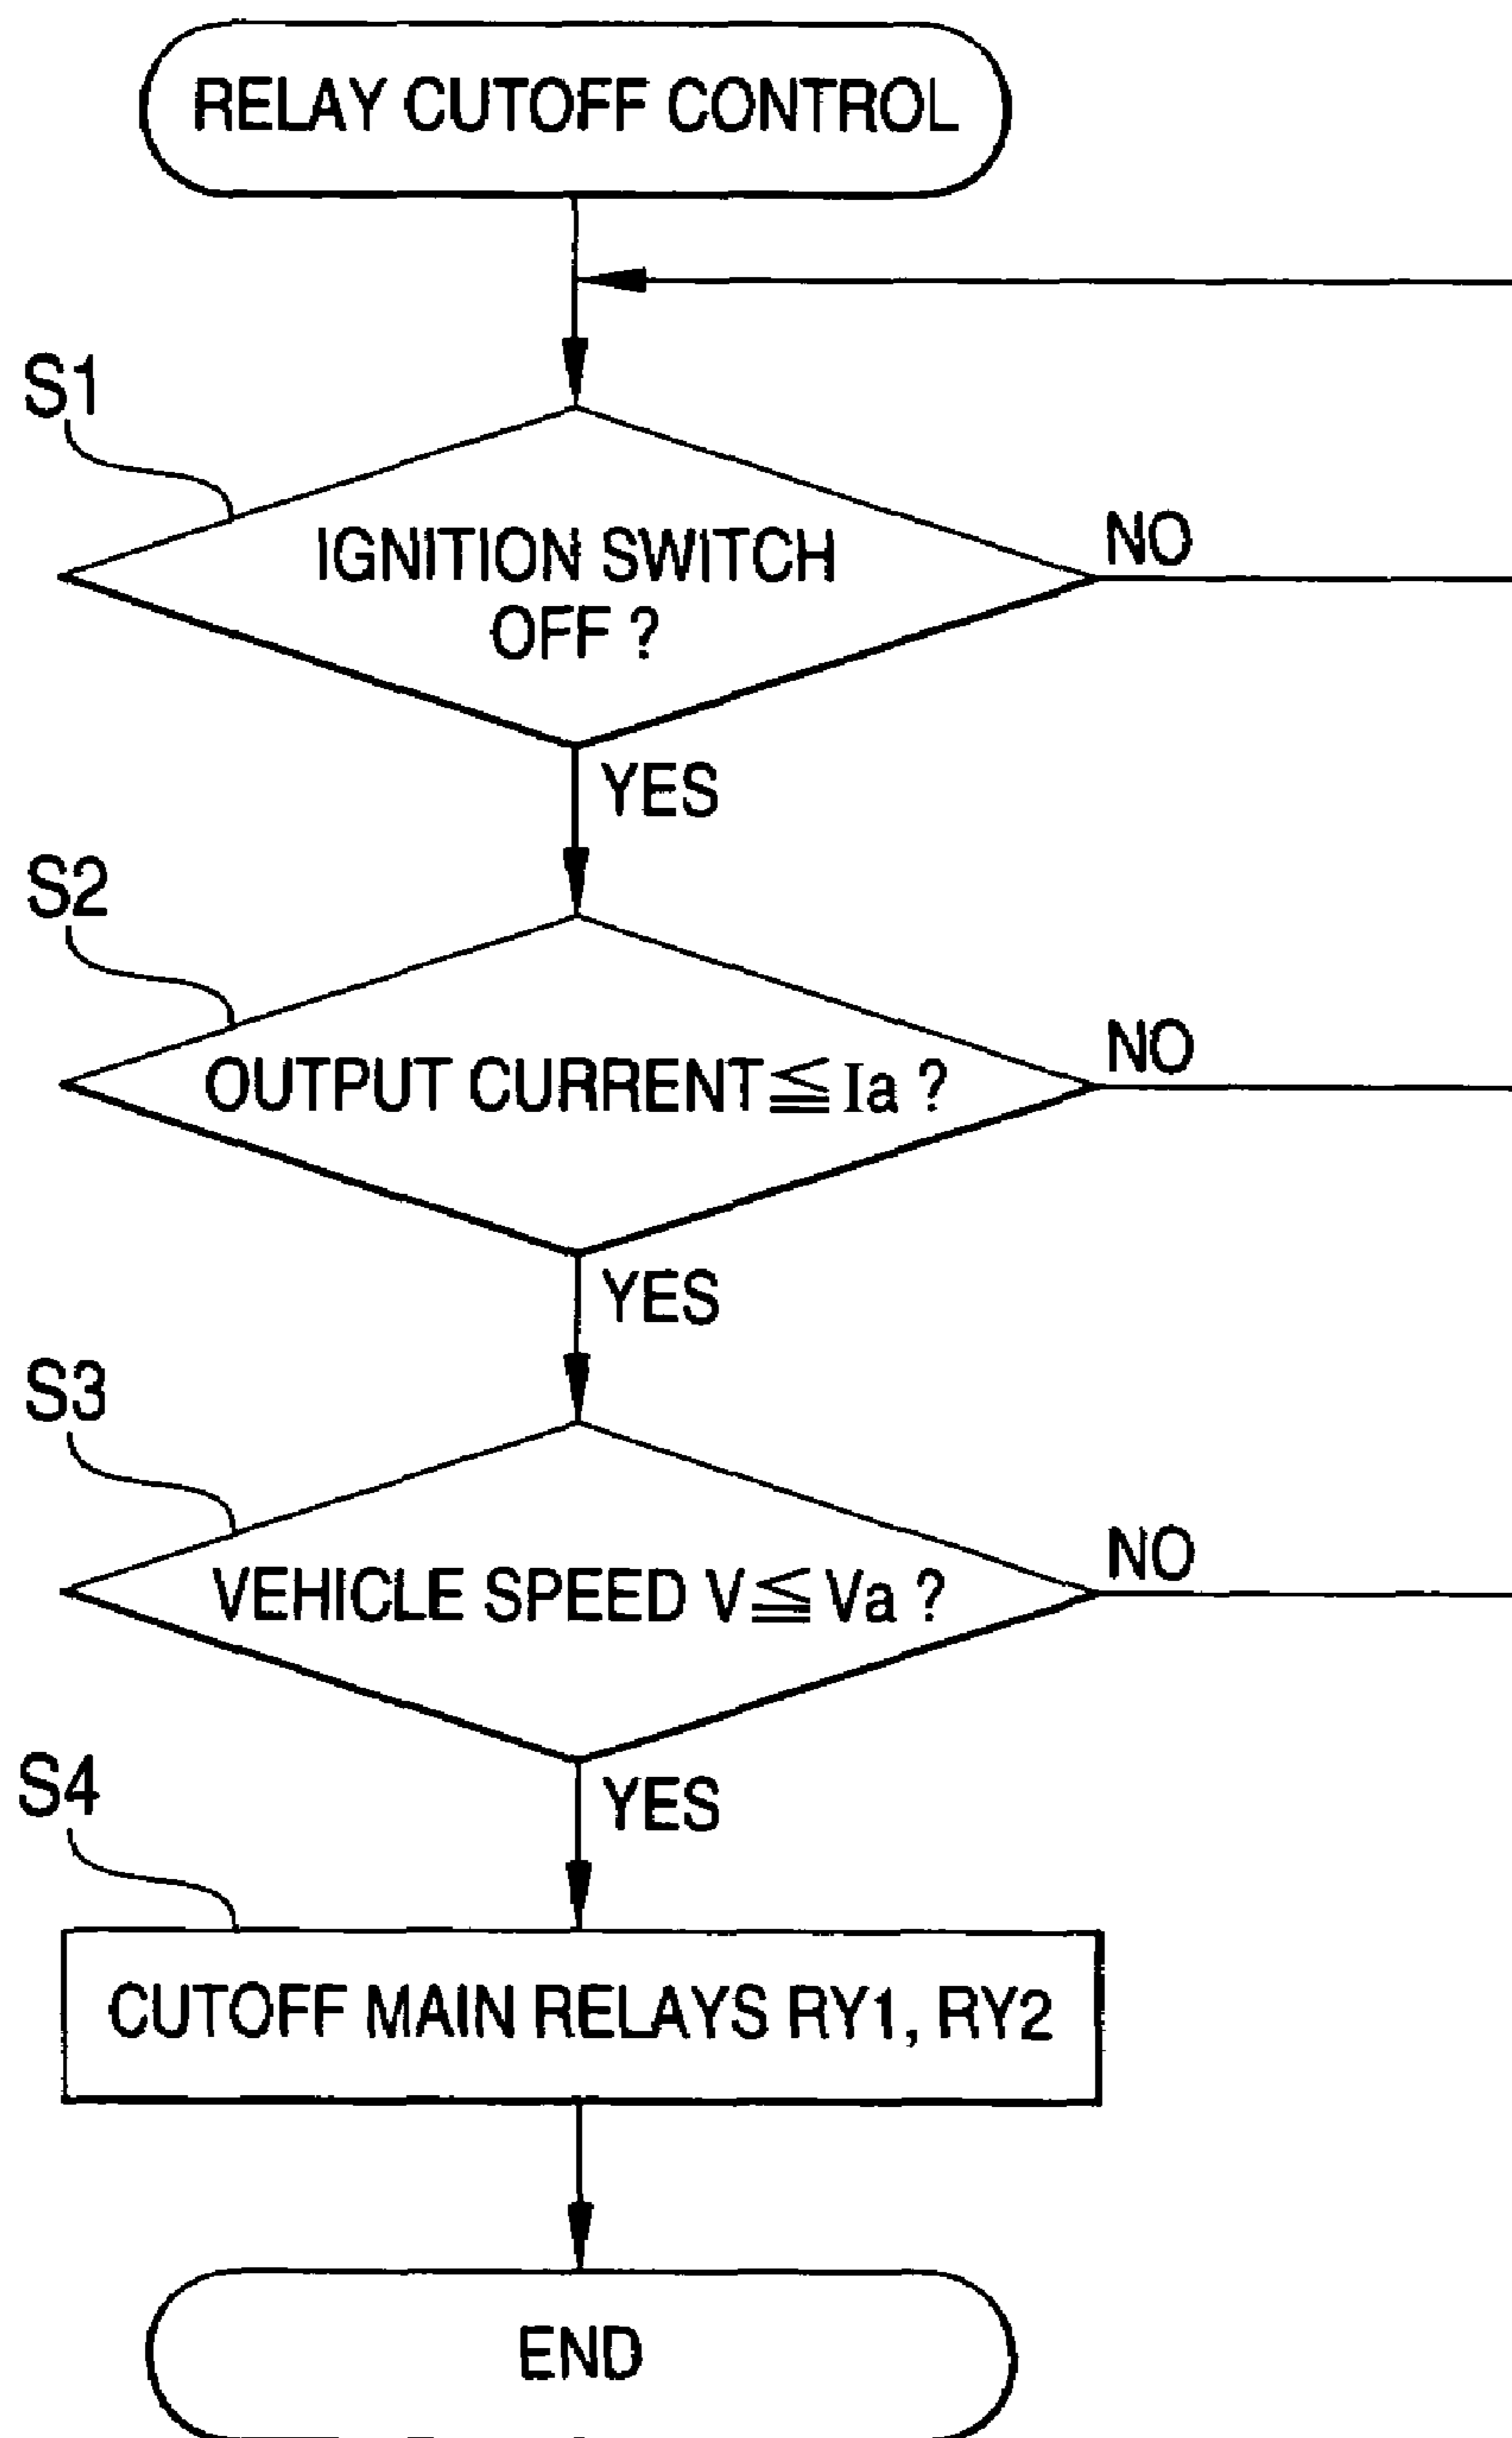 RELAY CUTOFF CONTROL
S1
IGNITION SWITCH
OFF ?
NO
YES
S2
OUTPUT CURRENT≦Ia ?
NO
YES
S3
VEHICLE SPEED V≦Va ?
NO
YES
S4
CUTOFF MAIN RELAYS RY1, RY2
END